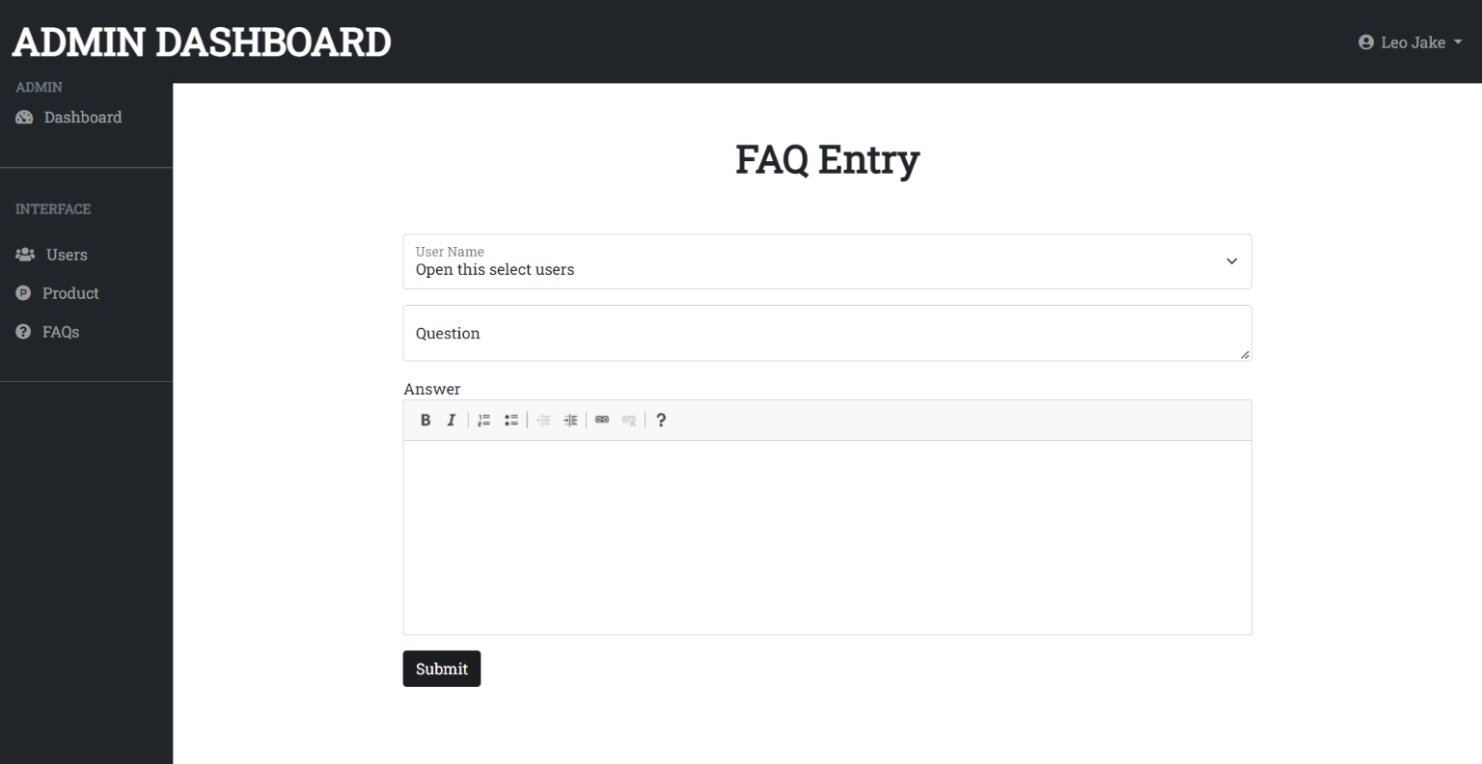 ADMIN DASHBOARD
Leo Jake
ADMIN
Dashboard
INTERFACE
Users
Product
FAQs
FAQ Entry
User Name
Open this select users
Question
Answer
Submit